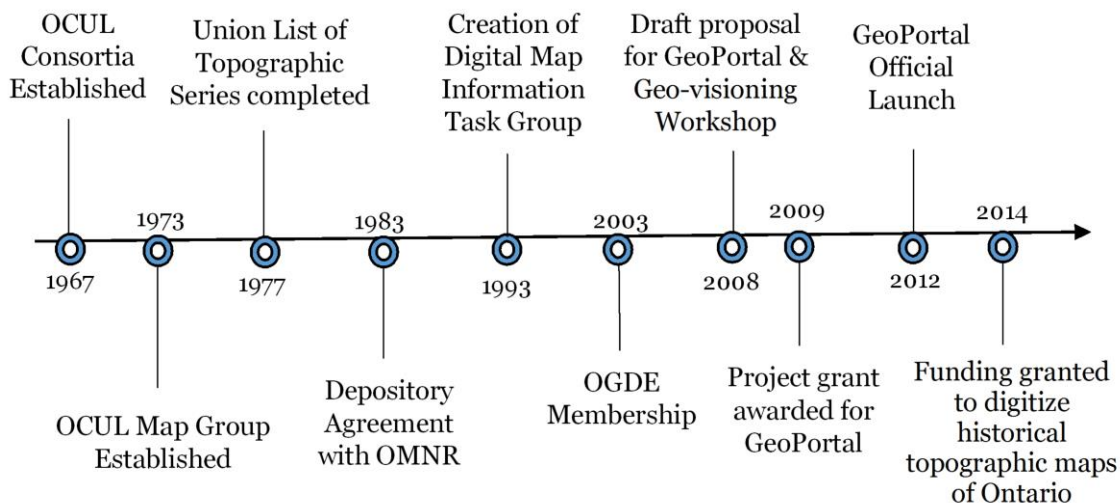 OCUL
Consortia
Established
Union List of
Topographic
Series completed
Creation of
Digital Map
Information
Task Group
Draft proposal
for GeoPortal &
Geo-visioning
Workshop
GeoPortal
Official
Launch
1973
1983
2003
2009
2014
1967
1977
1993
2008
2012
OCUL Map Group
Established
Depository
Agreement
with OMNR
OGDE
Membership
Project grant
awarded for
GeoPortal
Funding granted
to digitize
historical
topographic maps
of Ontario